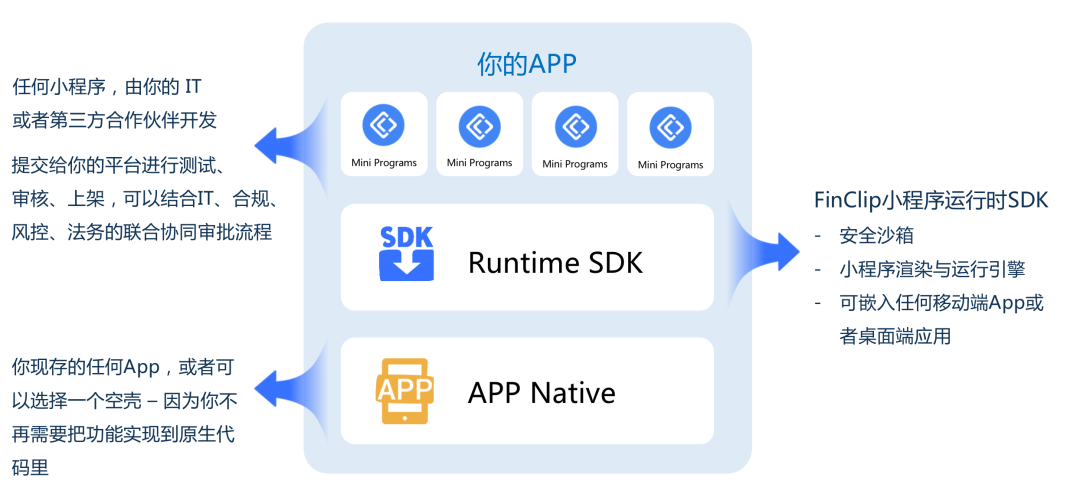 你的APP
任何小程序，由你的 IT
或者第三方合作伙伴开发
提交给你的平台进行测试、
审核、上架，可以结合IT、合规、
风控、法务的联合协同审批流程
Mini Programs
Mini Programs
Mini Programs
Mini Programs
SDK
Runtime SDK
FinClip小程序运行时SDK
- 安全沙箱
- 小程序渲染与运行引擎
- 可嵌入任何移动端App或
者桌面端应用
你现存的任何App，或者可
以选择一个空壳 – 因为你不
再需要把功能实现到原生代
码里
APP
APP Native